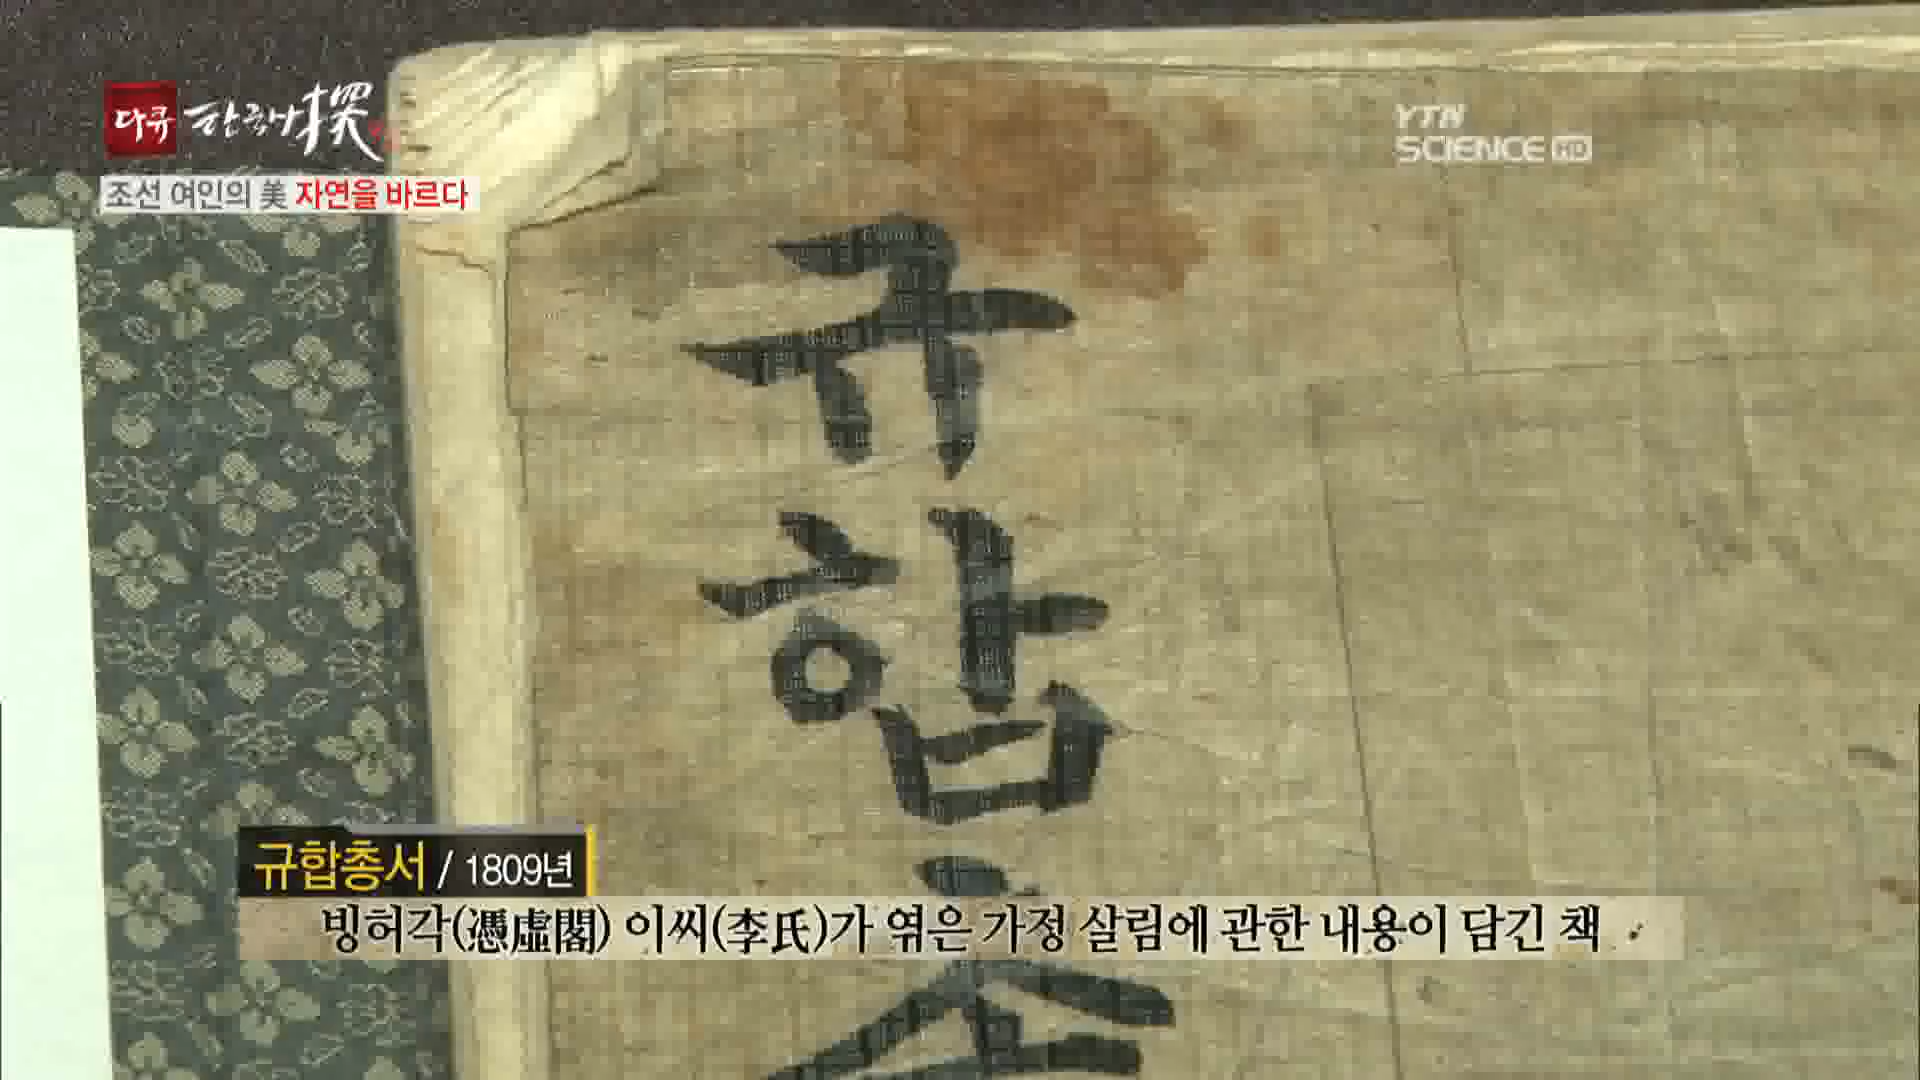 다큐 한국사 探
조선 여인의 美 자연을 바르다
YTN
SCIENCE HD
규
합
총
규합총서 / 1809년
빙허각(憑虛閣) 이씨(李氏)가 엮은 가정 살림에 관한 내용이 담긴 책